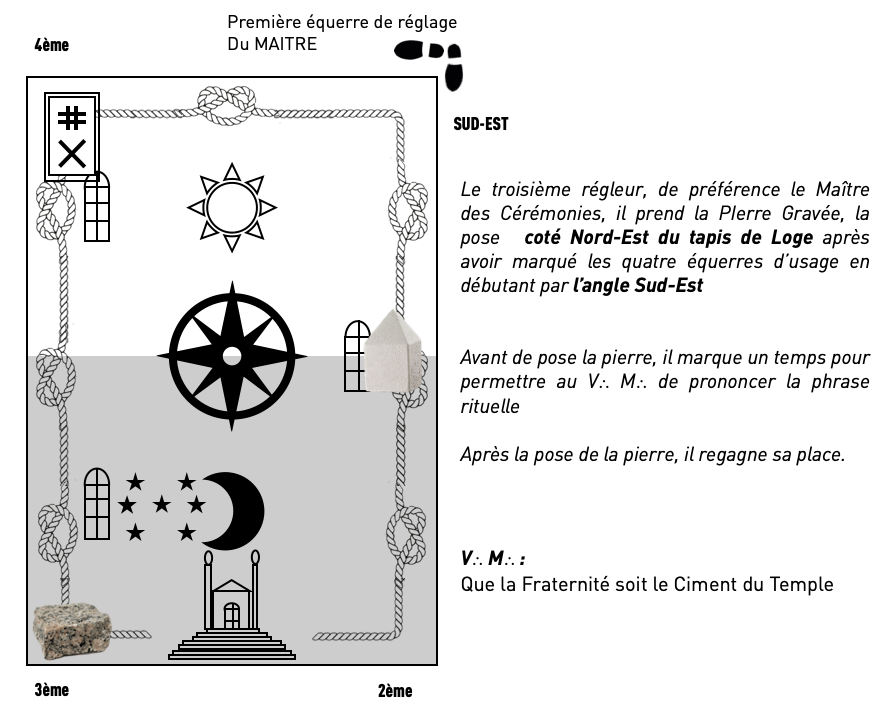 Première équerre de réglage
Du MAITRE
4ème
SUD-EST
Le troisième régleur, de préférence le Maître
des Cérémonies, il prend la PIerre Gravée, la
pose coté Nord-Est du tapis de Loge après
avoir marqué les quatre équerres d'usage en
débutant par l'angle Sud-Est
Avant de pose la pierre, il marque un temps pour
permettre au V∴ M∴ de prononcer la phrase
rituelle
Après la pose de la pierre, il regagne sa place.
V∴ M∴ :
Que la Fraternité soit le Ciment du Temple
3ème
2ème